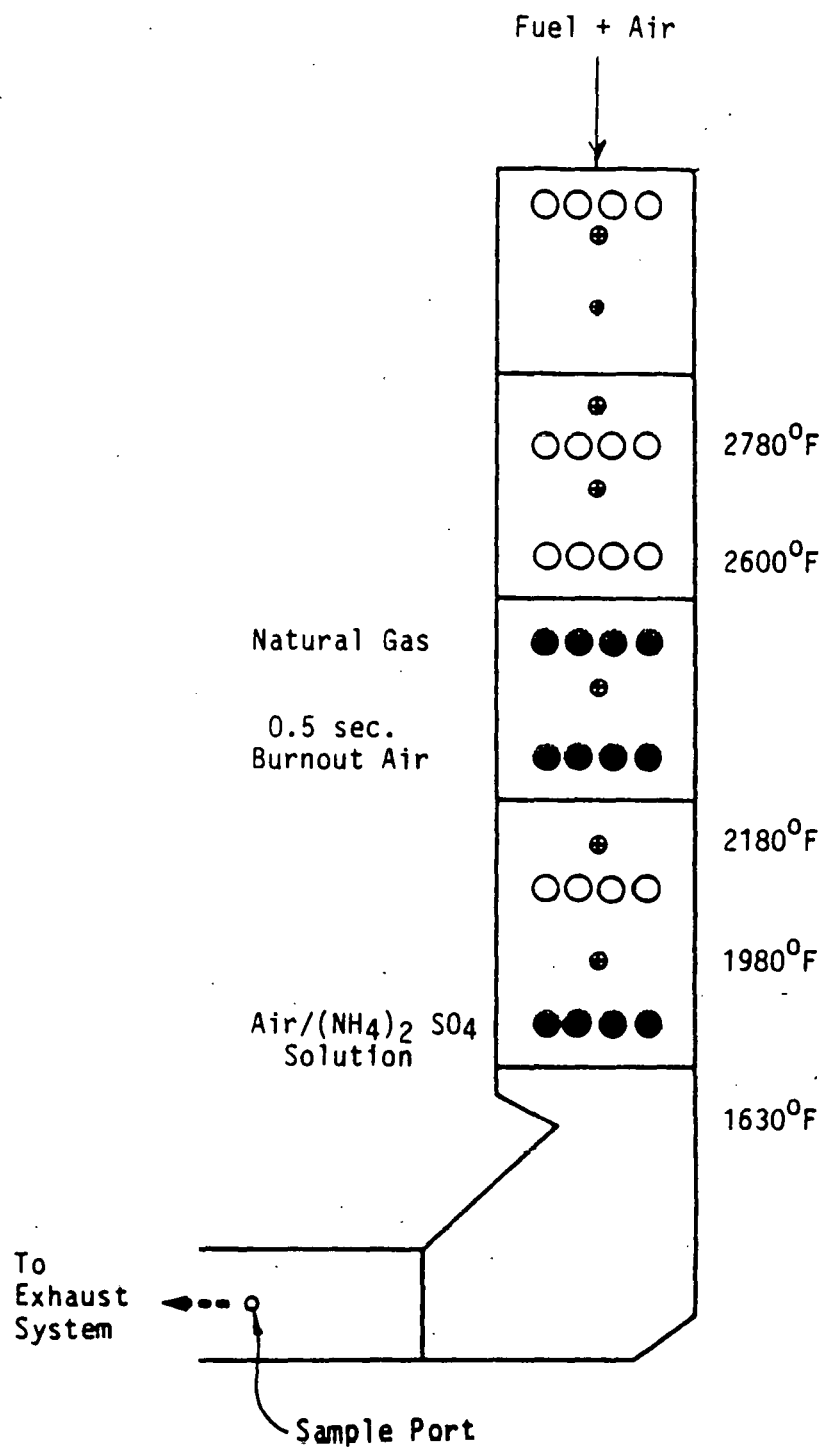 Fuel + Air
2780°F
2600°F
Natural Gas
0.5 sec.
Burnout Air
2180°F
1980°F
Air/(NH4)2 SO4
Solution
1630°F
To
Exhaust
System
Sample Port